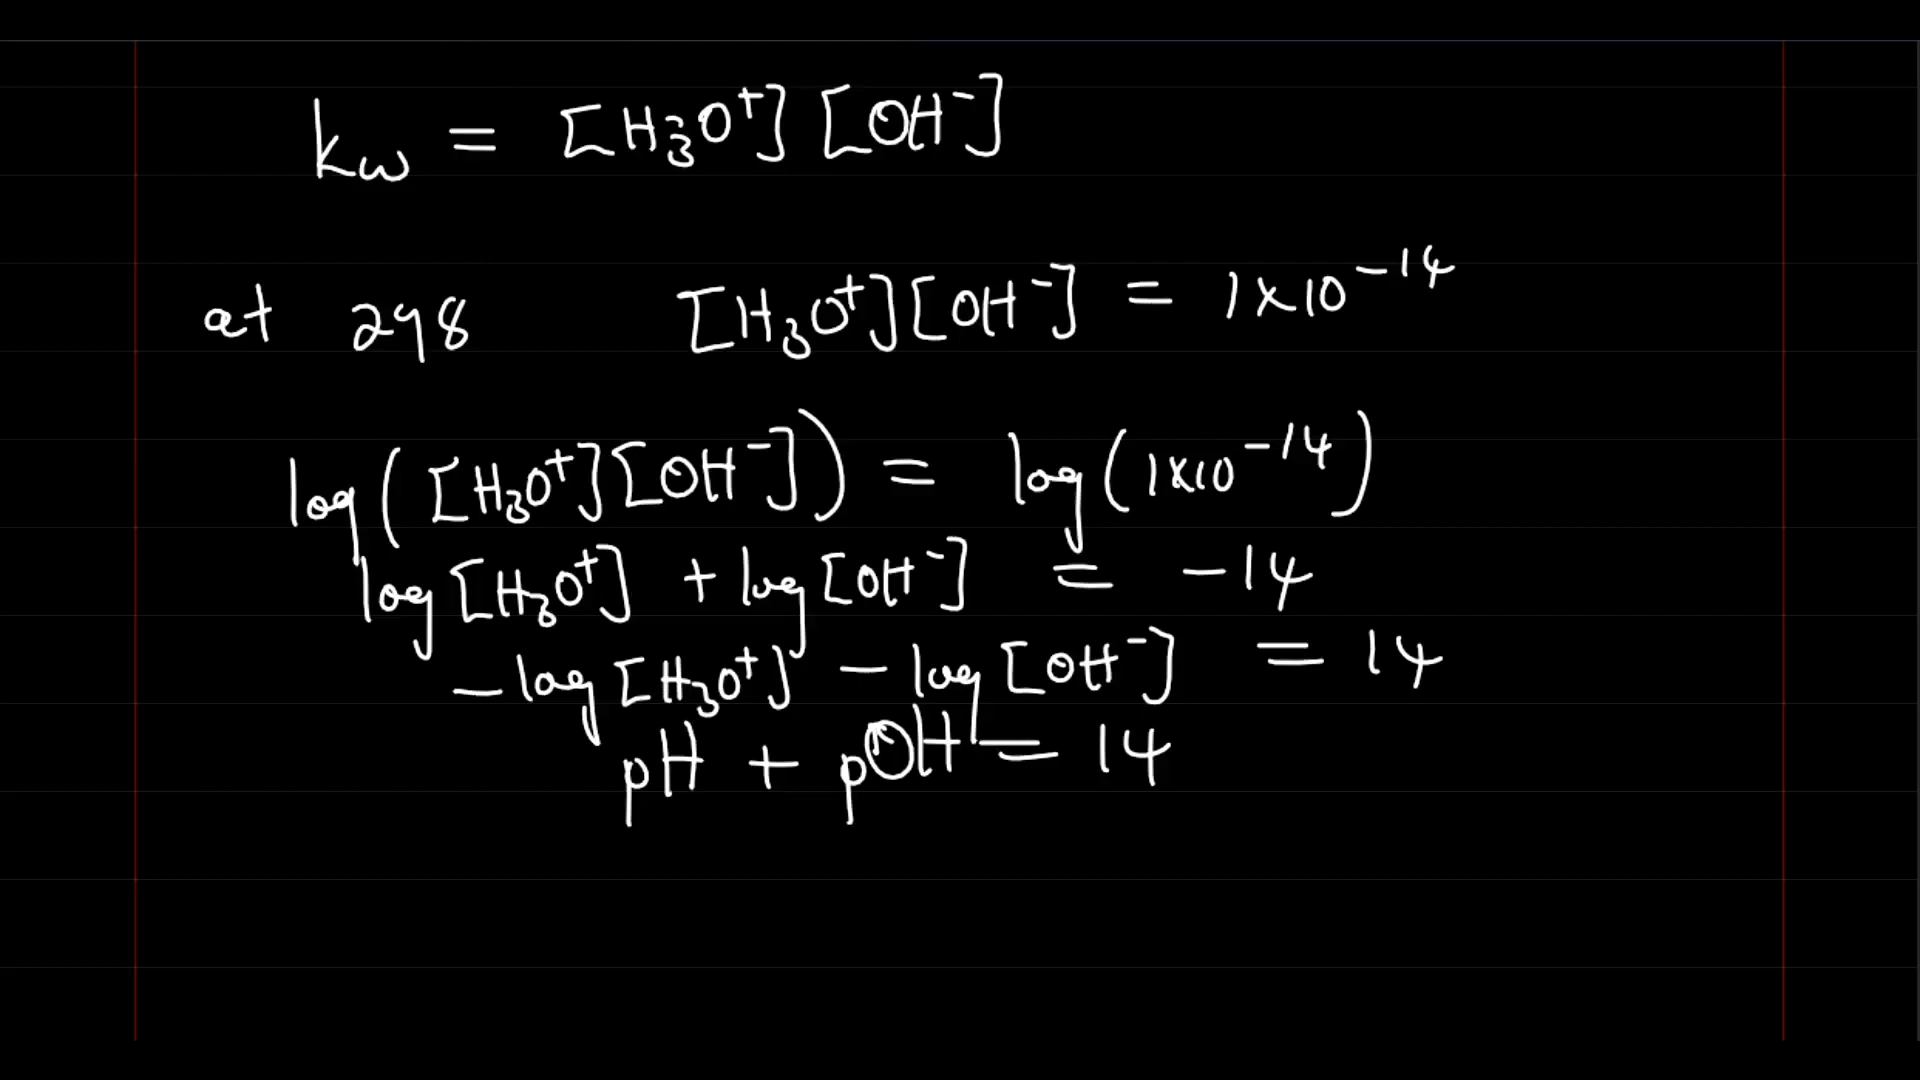 kw = [H₃O⁺][OH⁻]
at 298 [H₃O⁺][OH⁻] = 1x10⁻¹⁴
log([H₃O⁺][OH⁻]) = log(1x10⁻¹⁴)
log[H₃O⁺] + log[OH⁻] = -14
-log[H₃O⁺] - log[OH⁻] = 14
pH + pOH = 14